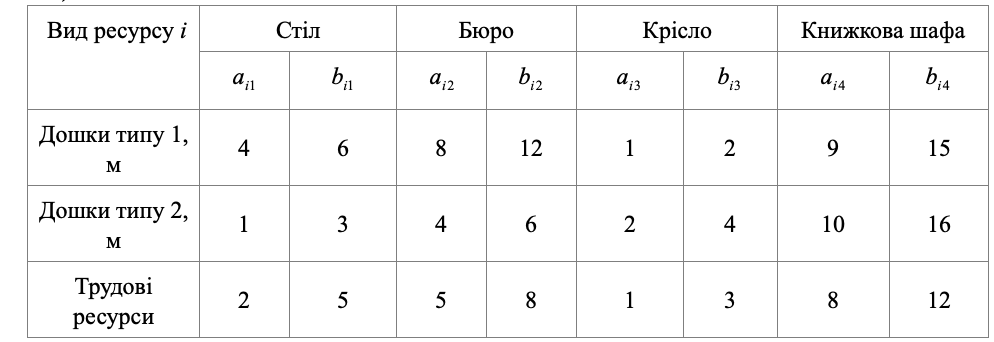 Вид ресурсу i Стіл Бюро Крісло Книжкова шафа
a_{i1} b_{i1} a_{i2} b_{i2} a_{i3} b_{i3} a_{i4} b_{i4}
Дошки типу 1, м 4 6 8 12 1 2 9 15
Дошки типу 2, м 1 3 4 6 2 4 10 16
Трудові ресурси 2 5 5 8 1 3 8 12